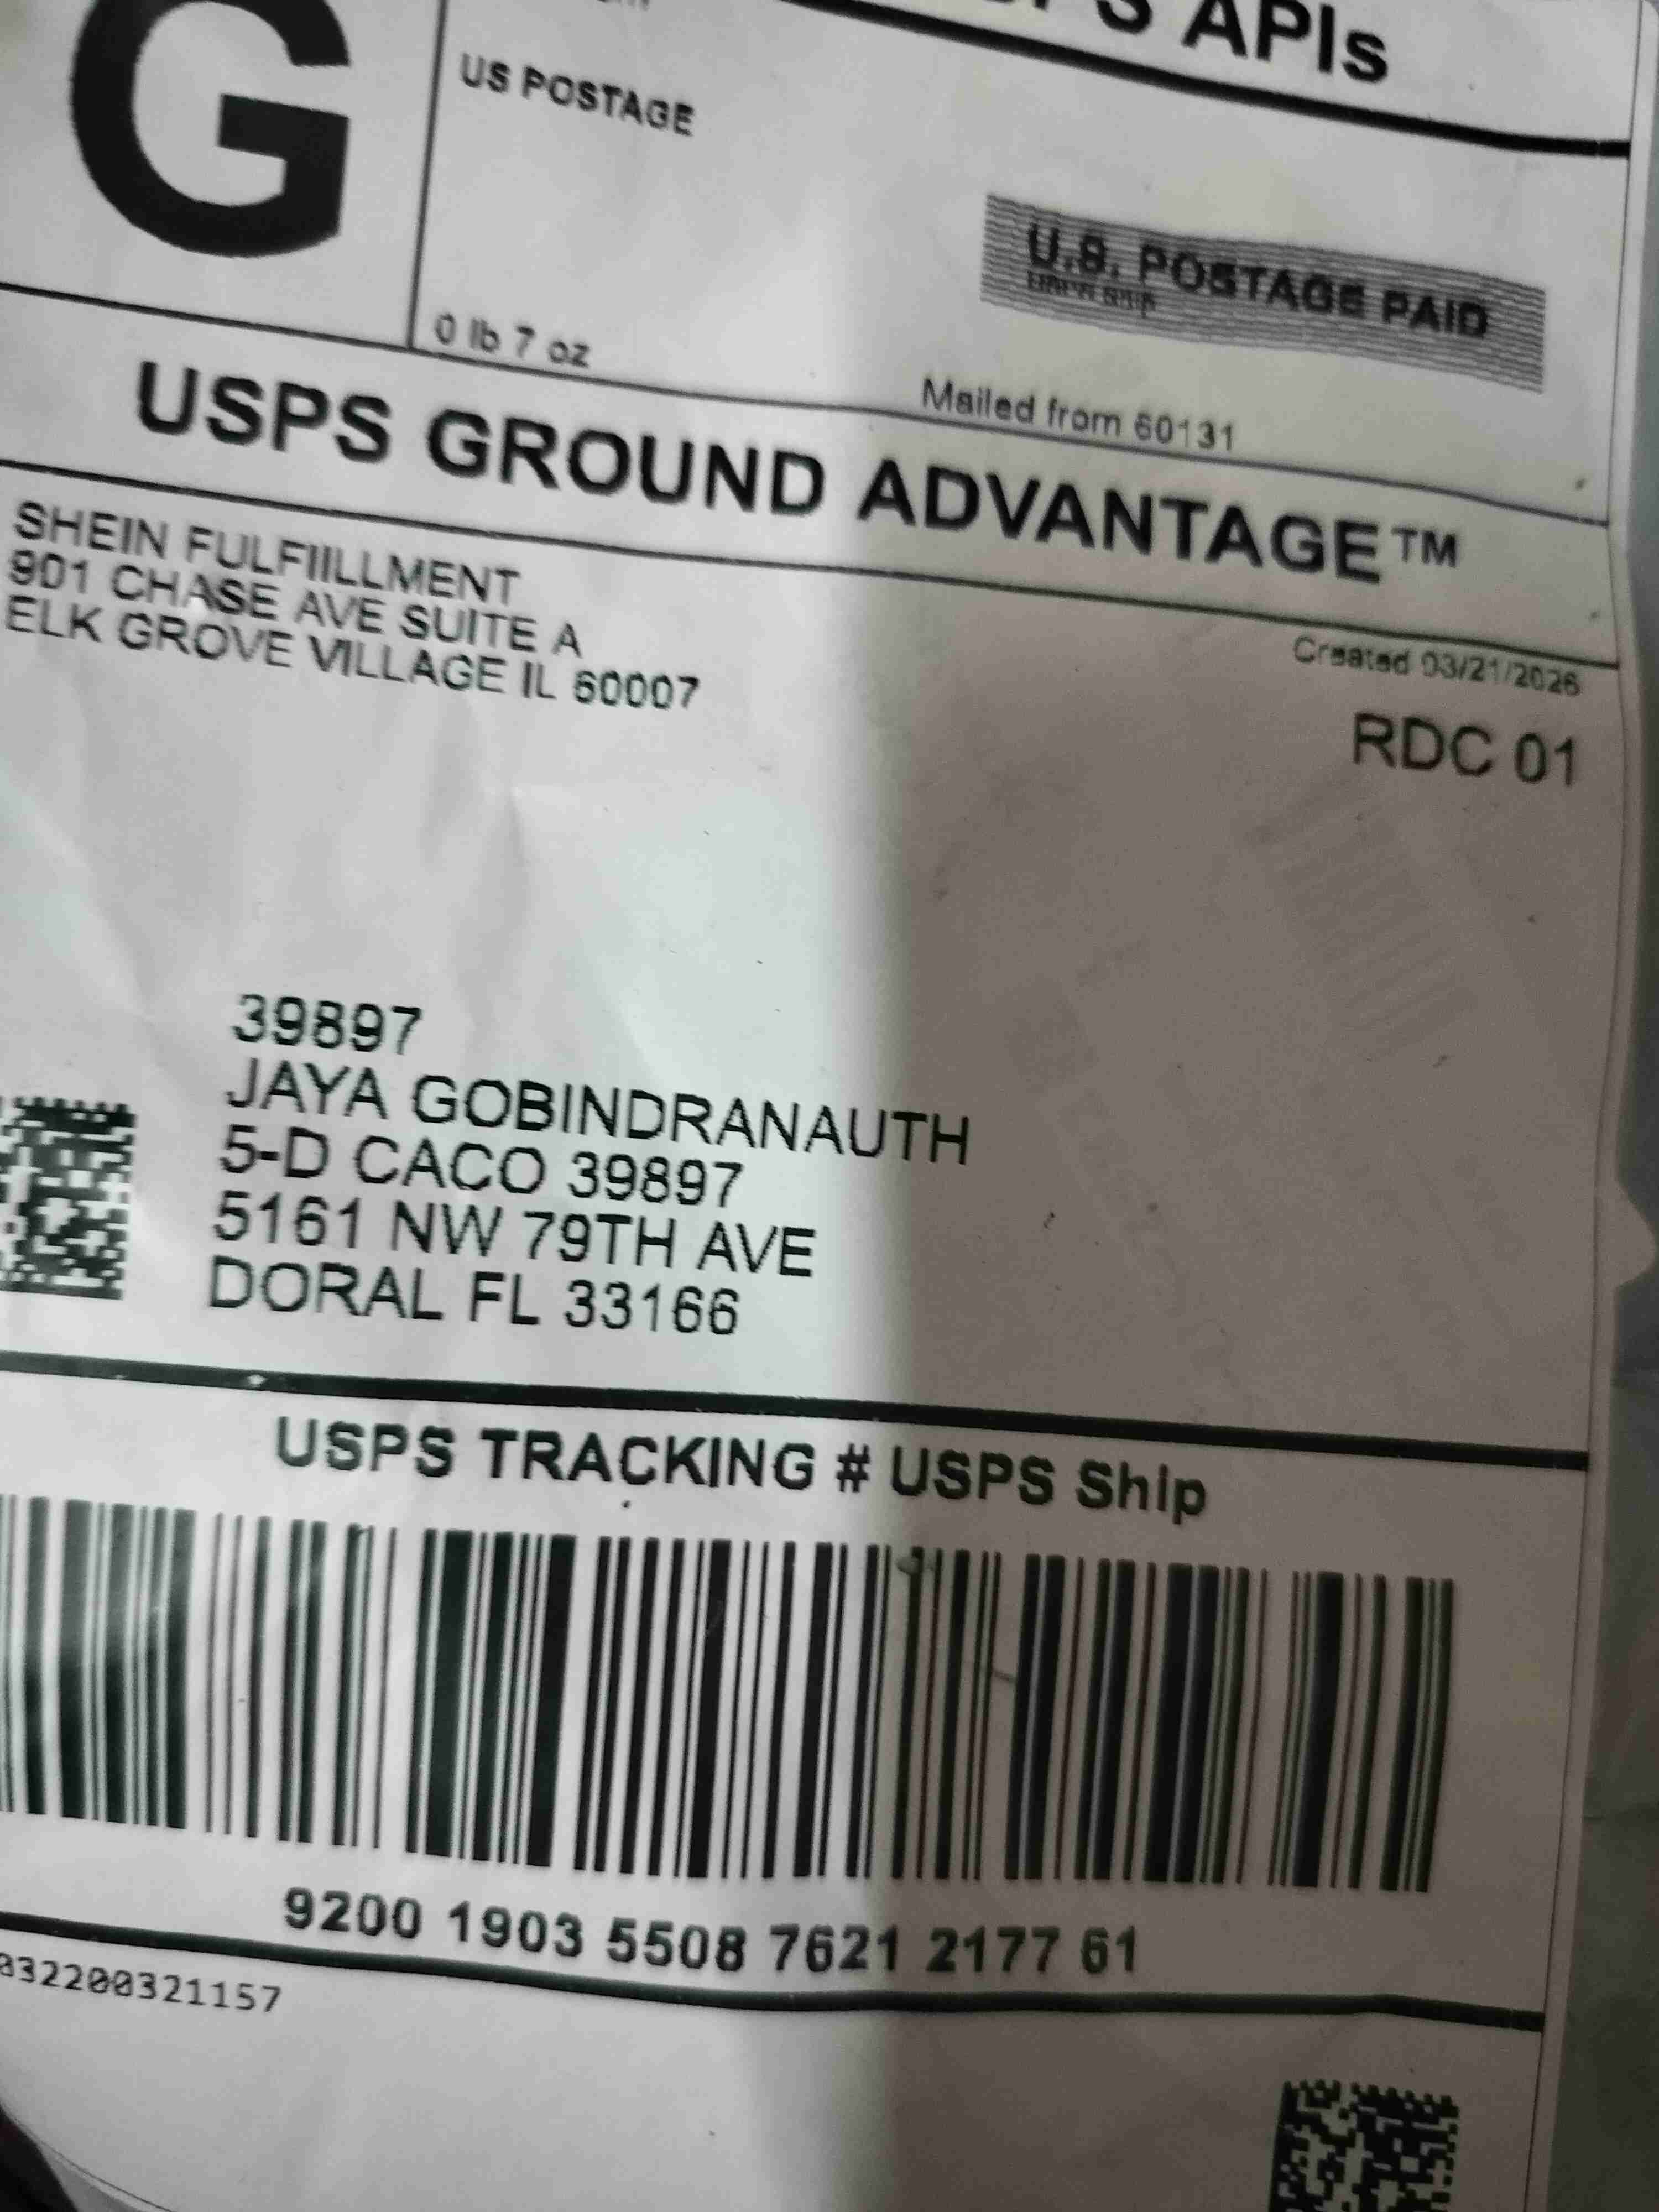 S APIs
G
US POSTAGE
U.S. POSTAGE PAID
0 lb 7 oz
Mailed from 60131
USPS GROUND ADVANTAGE™
SHEIN FULFIILLMENT
901 CHASE AVE SUITE A
ELK GROVE VILLAGE IL 60007
Created 03/21/2026
RDC 01
39897
JAYA GOBINDRANAUTH
5-D CACO 39897
5161 NW 79TH AVE
DORAL FL 33166
USPS TRACKING # USPS Ship
9200 1903 5508 7621 2177 61
032200321157